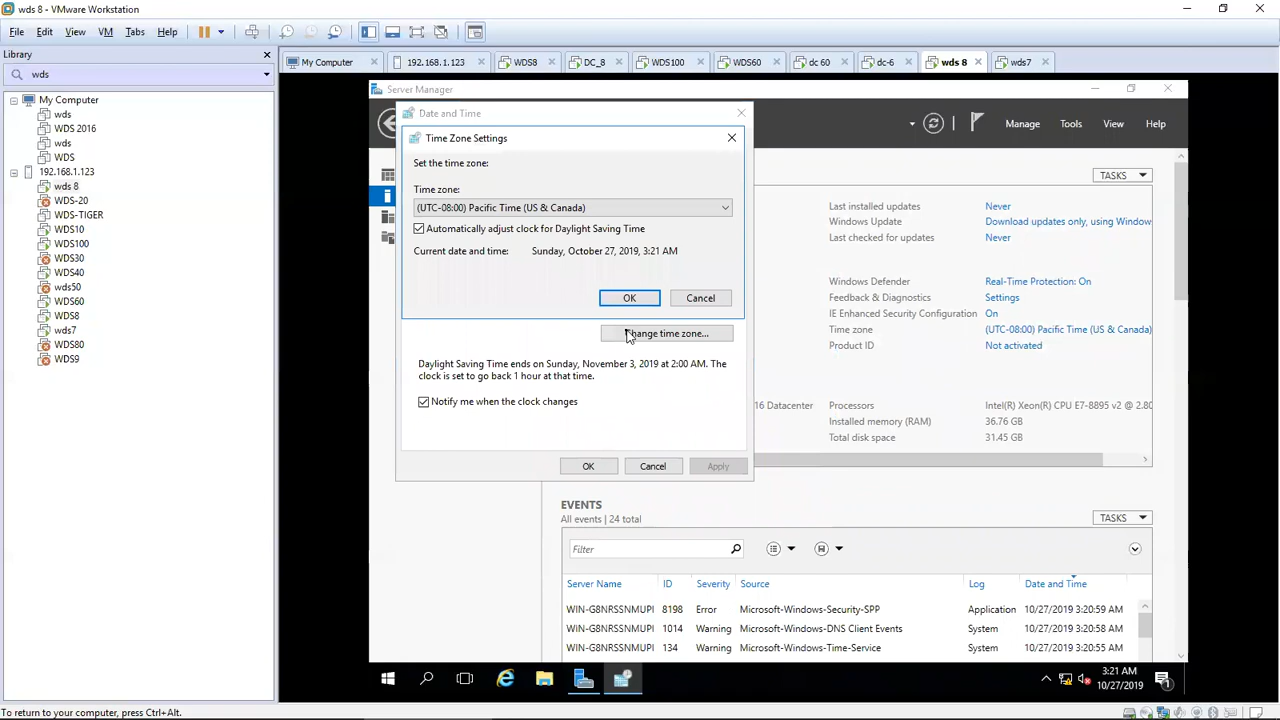 wds 8 - VMware Workstation
File Edit View VM Tabs Help
Library
wds
My Computer
wds
WDS 2016
wds
WDS
192.168.1.123
wds 8
WDS-20
WDS-TIGER
WDS10
WDS100
WDS30
WDS40
wds50
WDS60
WDS8
wds7
WDS80
WDS9
My Computer 192.168.1.123 WDS8 DC_8 WDS100 WDS60 dc 60 dc-6 wds 8 wds7
Server Manager
Manage Tools View Help
Date and Time
Time Zone Settings
Set the time zone:
Time zone:
(UTC-08:00) Pacific Time (US & Canada)
Automatically adjust clock for Daylight Saving Time
Current date and time: Sunday, October 27, 2019, 3:21 AM
OK Cancel
Change time zone...
Daylight Saving Time ends on Sunday, November 3, 2019 at 2:00 AM. The
clock is set to go back 1 hour at that time.
Notify me when the clock changes
OK Cancel Apply
TASKS
Last installed updates Never
Windows Update Download updates only, using Window
Last checked for updates Never
Windows Defender Real-Time Protection: On
Feedback & Diagnostics Settings
IE Enhanced Security Configuration On
Time zone (UTC-08:00) Pacific Time (US & Canada)
Product ID Not activated
16 Datacenter Processors Intel(R) Xeon(R) CPU E7-8895 v2 @ 2.80
Installed memory (RAM) 36.76 GB
Total disk space 31.45 GB
EVENTS
All events | 24 total
TASKS
Filter
Server Name ID Severity Source Log Date and Time
WIN-G8NRSSNMUPI 8198 Error Microsoft-Windows-Security-SPP Application 10/27/2019 3:20:59 AM
WIN-G8NRSSNMUPI 1014 Warning Microsoft-Windows-DNS Client Events System 10/27/2019 3:20:58 AM
WIN-G8NRSSNMUPI 134 Warning Microsoft-Windows-Time-Service System 10/27/2019 3:20:55 AM
3:21 AM
10/27/2019
1
To return to your computer, press Ctrl+Alt.